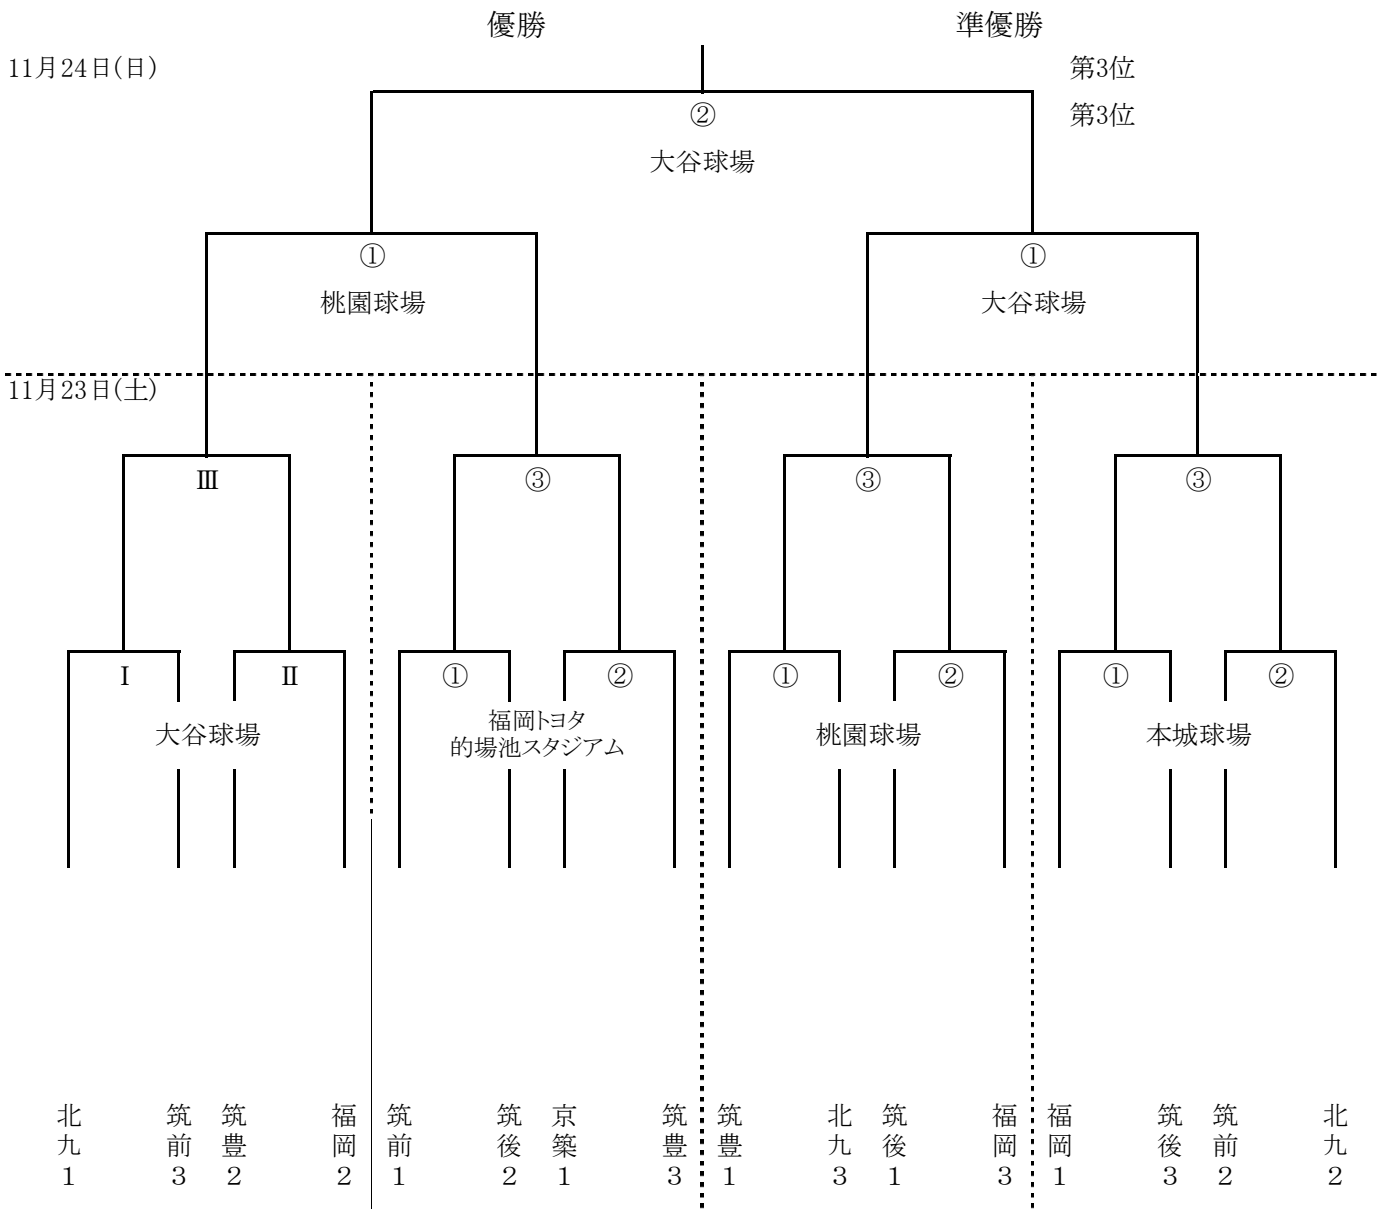 優勝
準優勝
11月24日(日)
第3位
②
第3位
大谷球場
①
①
桃園球場
大谷球場
11月23日(土)
Ⅲ
③
③
③
Ⅰ
Ⅱ
①
②
①
②
①
②
大谷球場
福岡トヨタ
的場池スタジアム
桃園球場
本城球場
北九1
筑前3
筑豊2
福岡2
筑前1
筑後2
京築1
筑豊3
筑豊1
北九3
筑後1
福岡3
福岡1
筑後3
筑前2
北九2